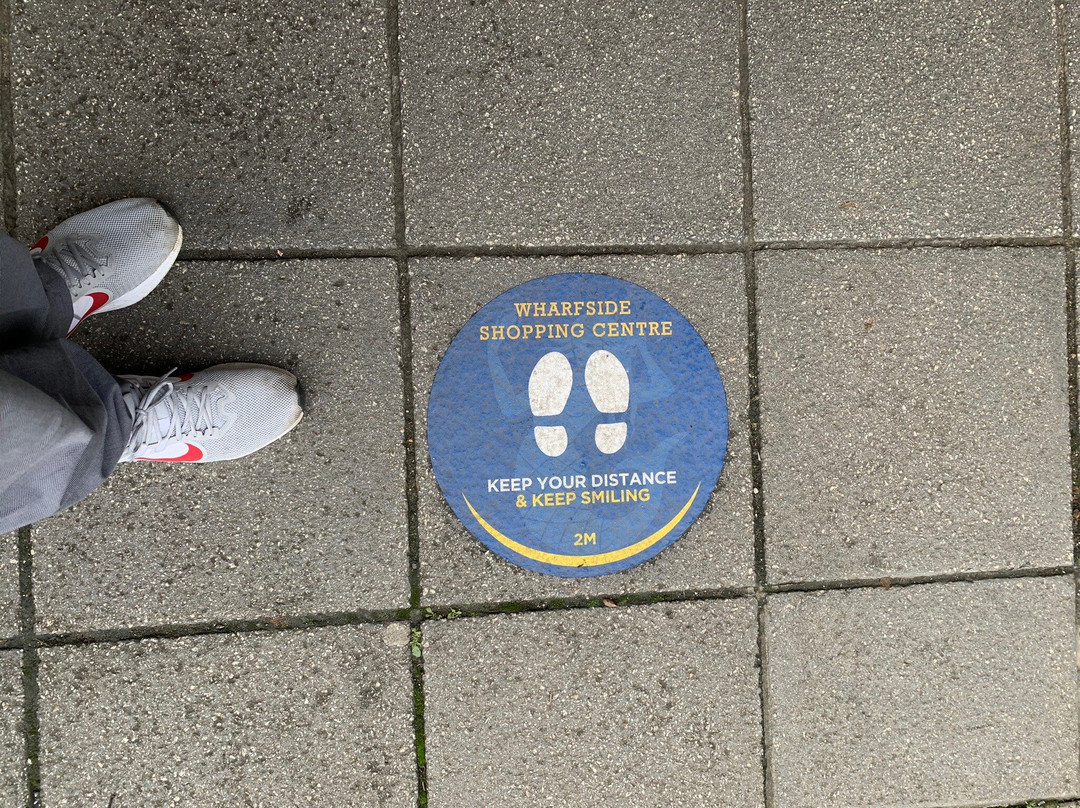 WHARFSIDE
SHOPPING CENTRE
KEEP YOUR DISTANCE
& KEEP SMILING
2M